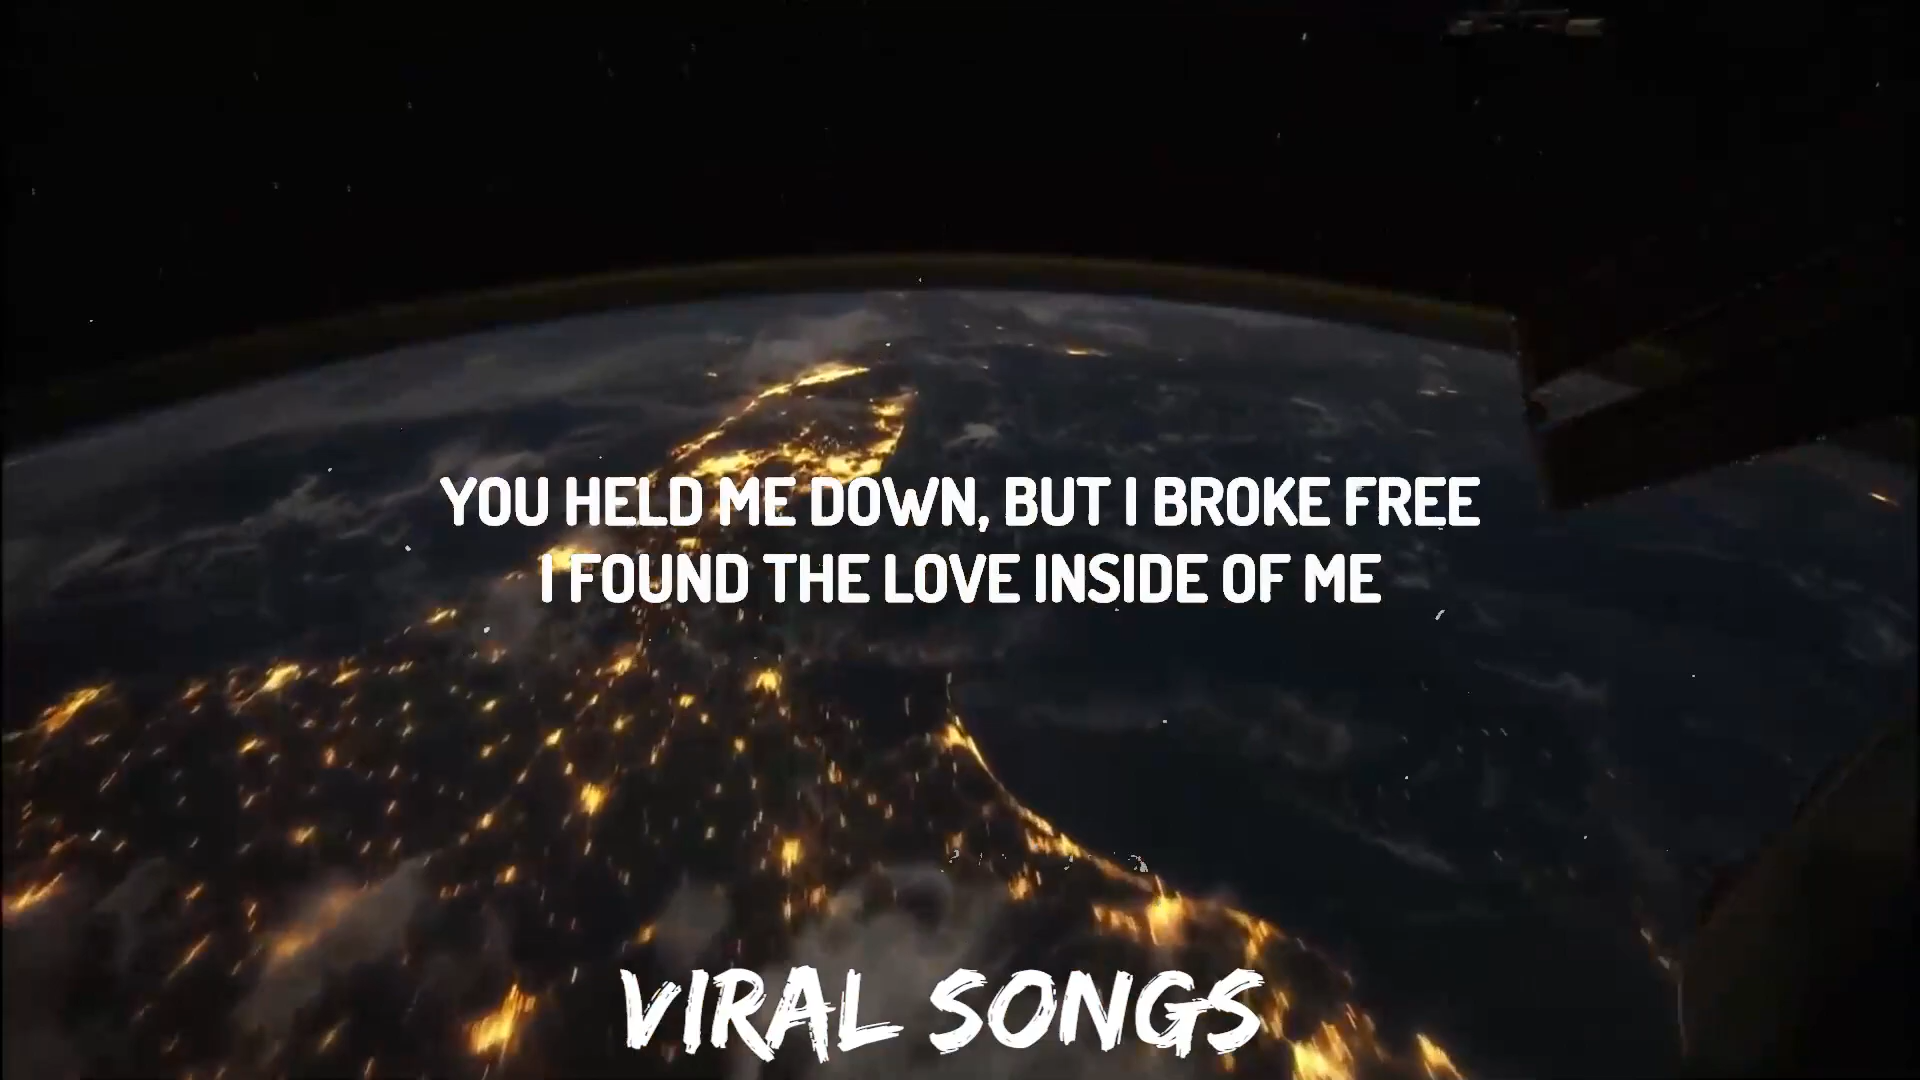 YOU HELD ME DOWN, BUT I BROKE FREE
I FOUND THE LOVE INSIDE OF ME
VIRAL SONGS